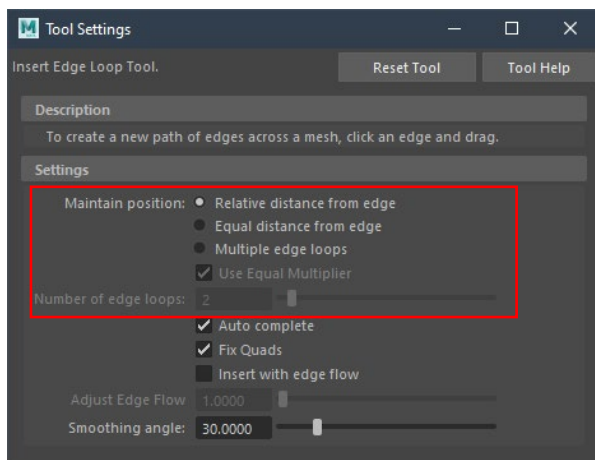 Tool Settings
Insert Edge Loop Tool. Reset Tool Tool Help
Description
To create a new path of edges across a mesh, click an edge and drag.
Settings
Maintain position: Relative distance from edge
Equal distance from edge
Multiple edge loops
Use Equal Multiplier
Number of edge loops: 2
Auto complete
Fix Quads
Insert with edge flow
Adjust Edge Flow 1.0000
Smoothing angle: 30.0000